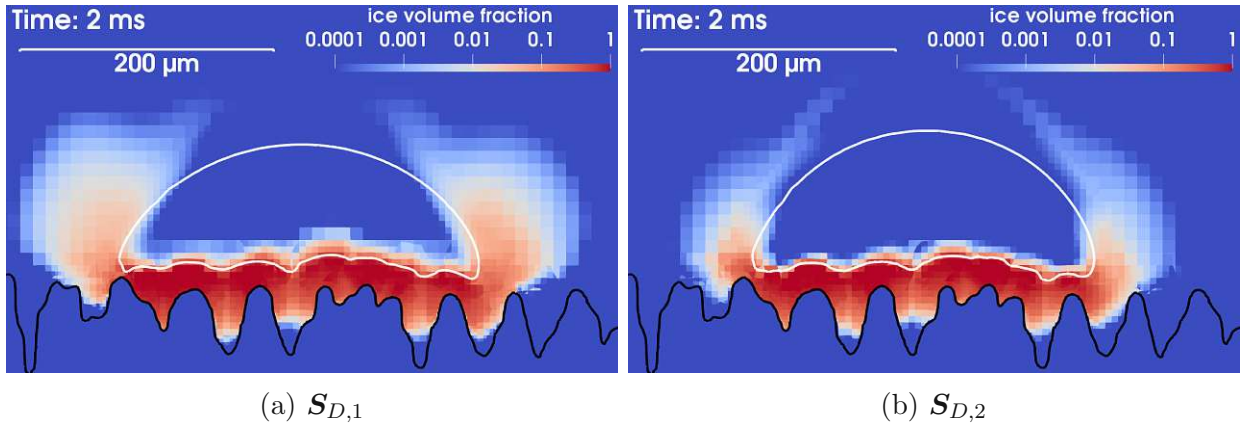 Time: 2 ms
ice volume fraction
0.0001 0.001 0.01 0.1 1
200 µm
Time: 2 ms
ice volume fraction
0.0001 0.001 0.01 0.1 1
200 µm
(a) S_{D,1}
(b) S_{D,2}